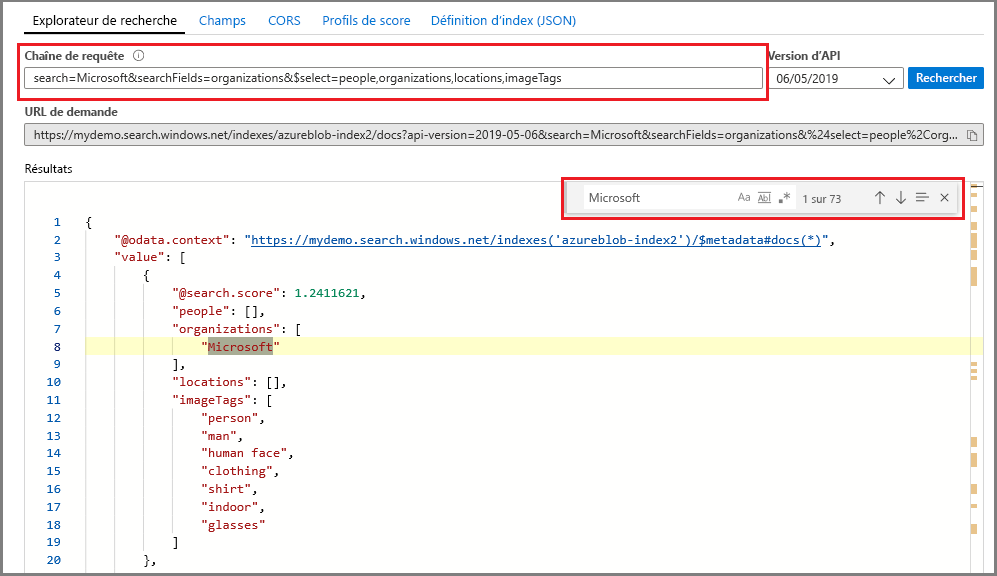 Explorateur de recherche Champs CORS Profils de score Définition d'index (JSON)
Chaîne de requête Version d'API
search=Microsoft&searchFields=organizations&$select=people,organizations,locations,imageTags 06/05/2019 Rechercher
URL de demande
https://mydemo.search.windows.net/indexes/azureblob-index2/docs?api-version=2019-05-06&search=Microsoft&searchFields=organizations&%24select=people%2Corg...
Résultats
Microsoft Aa Abl .* 1 sur 73
1 {
2 "@odata.context": "https://mydemo.search.windows.net/indexes('azureblob-index2')/$metadata#docs(*)",
3 "value": [
4 {
5 "@search.score": 1.2411621,
6 "people": [],
7 "organizations": [
8 "Microsoft"
9 ],
10 "locations": [],
11 "imageTags": [
12 "person",
13 "man",
14 "human face",
15 "clothing",
16 "shirt",
17 "indoor",
18 "glasses"
19 ]
20 },